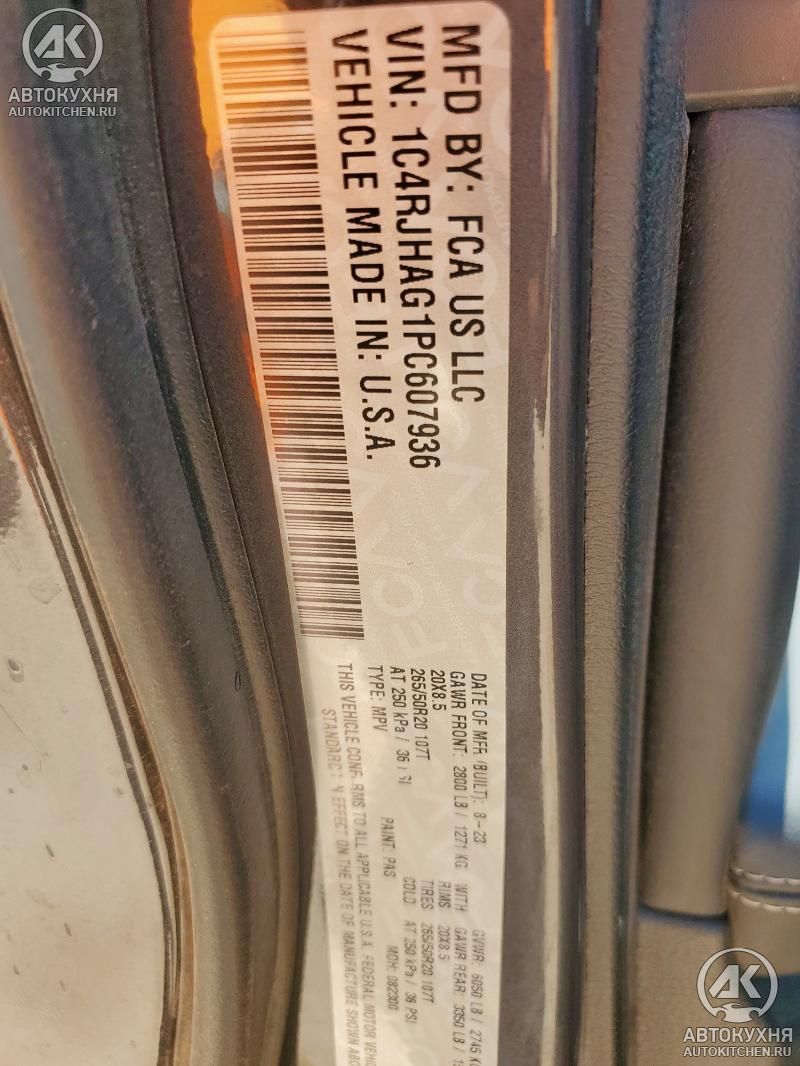 AK
АВТОКУХНЯ
AUTOKITCHEN.RU
MFD BY: FCA US LLC
VIN: 1C4RJHAG1PC607936
VEHICLE MADE IN: U.S.A.
DATE OF MFR (BUILT): 8-23 GVWR: 6050 LB / 2745 KG
GAWR FRONT: 2800 LB / 1271 KG WITH GAWR REAR: 3350 LB /
20X8.5 RIMS 20X8.5
265/50R20 107T TIRES 265/50R20 107T
AT 250 kPa / 36 PSI COLD AT 250 kPa / 36 PSI
TYPE: MPV PAINT: PAS MDH: 082300
THIS VEHICLE CONFORMS TO ALL APPLICABLE U.S.A. FEDERAL MOTOR
IN EFFECT ON THE DATE OF MANUFACTURE SHOWN
AK
АВТОКУХНЯ
AUTOKITCHEN.RU